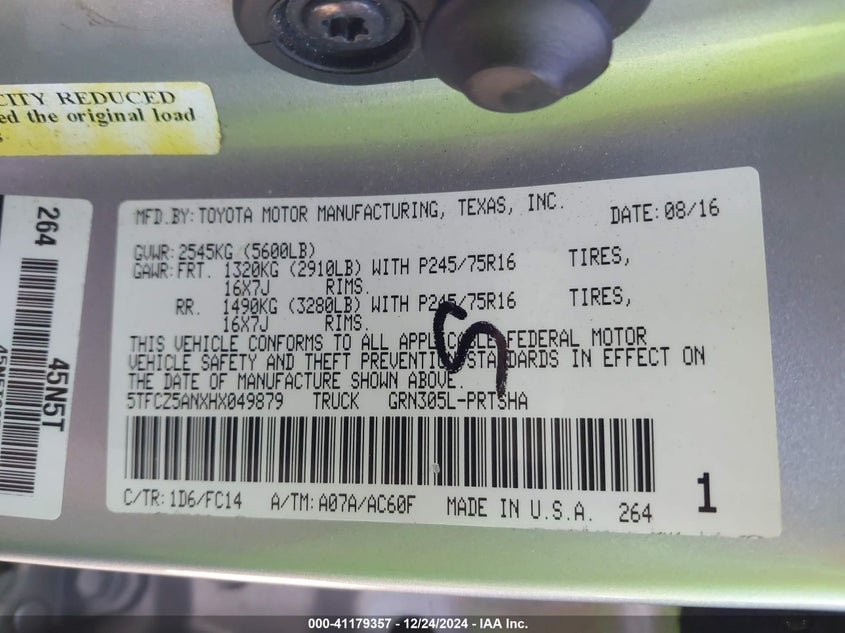 CITY REDUCED
ed the original load
264
45N5T
MFD.BY: TOYOTA MOTOR MANUFACTURING, TEXAS, INC. DATE: 08/16
GVWR: 2545KG (5600LB)
GAWR: FRT. 1320KG (2910LB) WITH P245/75R16 TIRES,
16X7J RIMS.
RR. 1490KG (3280LB) WITH P245/75R16 TIRES,
16X7J RIMS.
THIS VEHICLE CONFORMS TO ALL APPLICABLE FEDERAL MOTOR
VEHICLE SAFETY AND THEFT PREVENTION STANDARDS IN EFFECT ON
THE DATE OF MANUFACTURE SHOWN ABOVE.
5TFCZ5ANXHX049879 TRUCK GRN305L-PRTSHA
C/TR: 1D6/FC14 A/TM: A07A/AC60F MADE IN U.S.A. 264 1
000-41179357 - 12/24/2024 - IAA Inc.